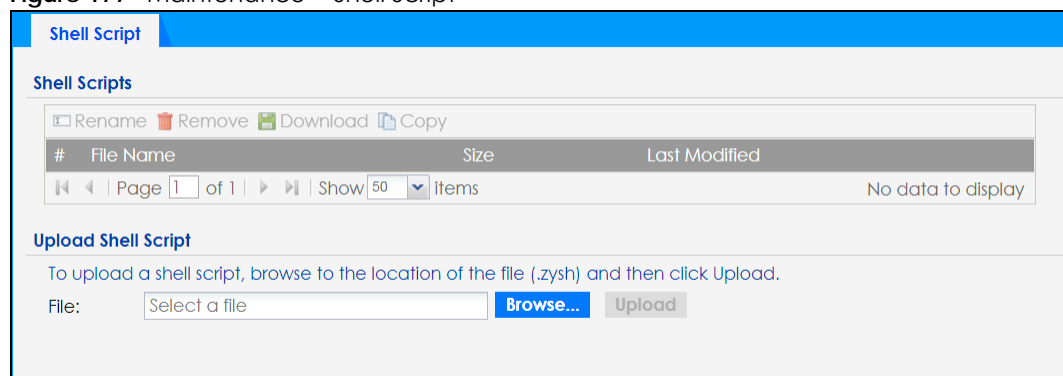 Shell Script
Shell Scripts
Rename Remove Download Copy
# File Name Size Last Modified
Page 1 of 1 Show 50 items No data to display
Upload Shell Script
To upload a shell script, browse to the location of the file (.zysh) and then click Upload.
File: Select a file Browse... Upload